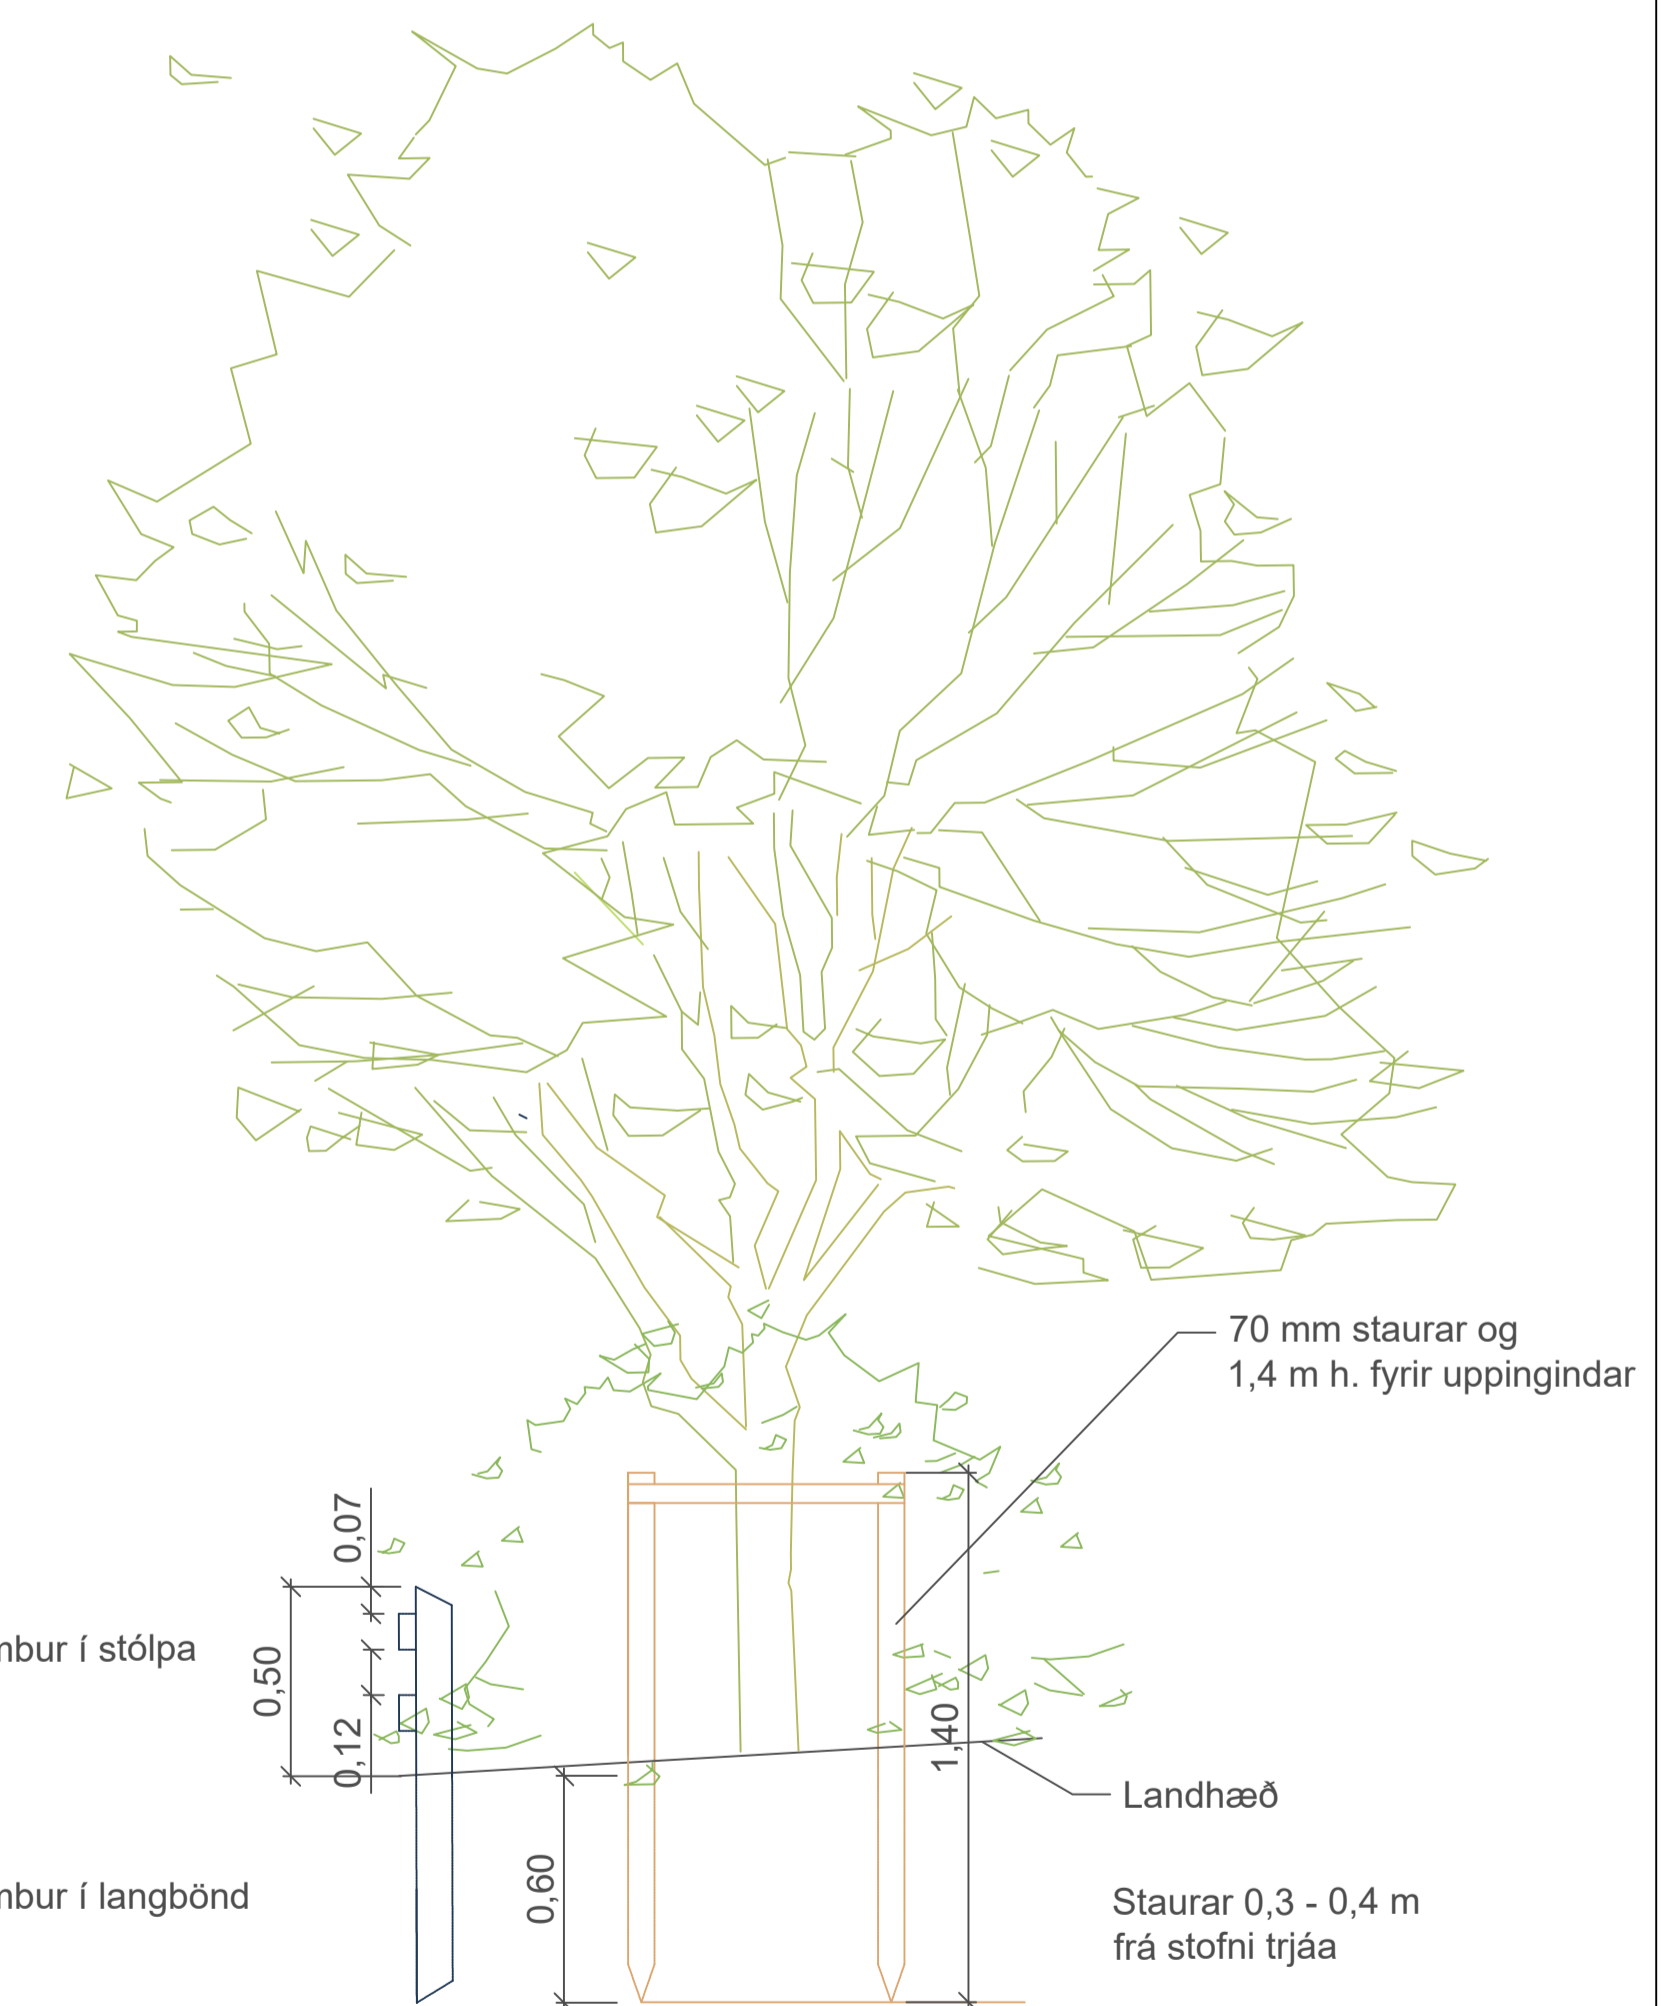 70 mm staurar og
1,4 m h. fyrir uppingindar
0,07
mbur í stólpa
0,50
0,12
1,40
Landhæð
0,60
mbur í langbönd
Staurar 0,3 - 0,4 m
frá stofni trjáa